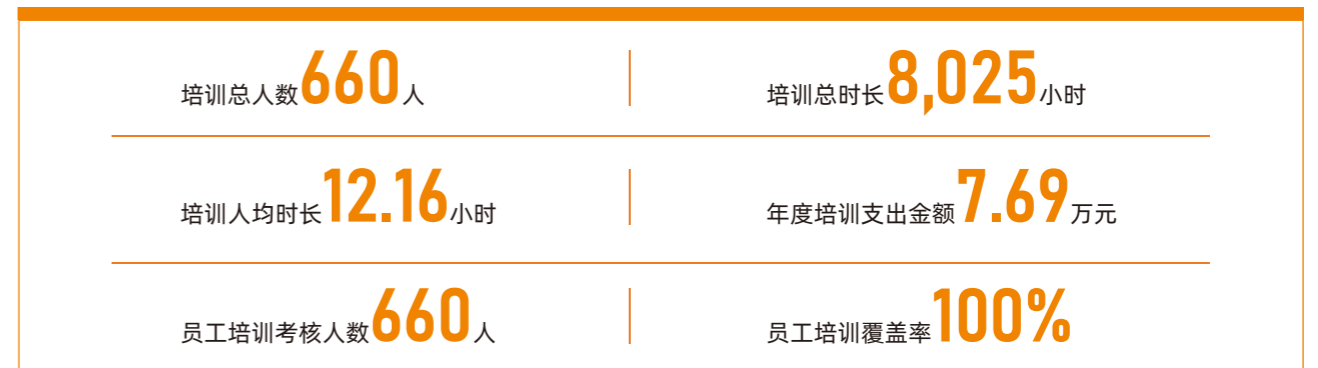 培训总人数660人
培训总时长8,025小时
培训人均时长12.16小时
年度培训支出金额7.69万元
员工培训考核人数660人
员工培训覆盖率100%